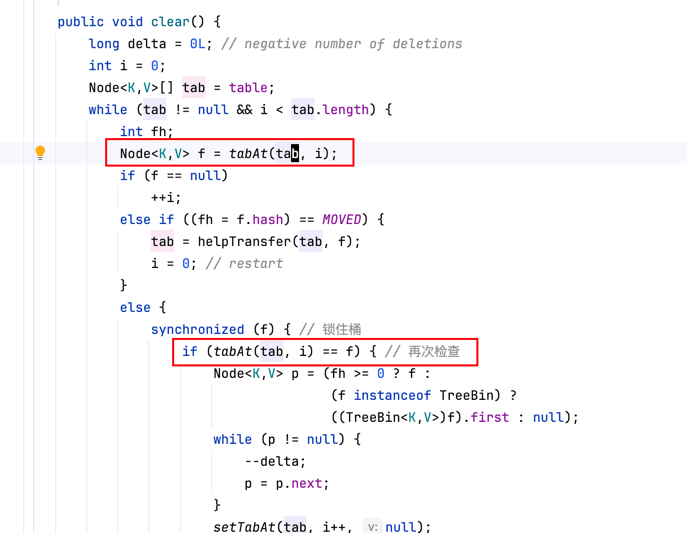 public void clear() {
long delta = 0L; // negative number of deletions
int i = 0;
Node<K,V>[] tab = table;
while (tab != null && i < tab.length) {
int fh;
Node<K,V> f = tabAt(tab, i);
if (f == null)
++i;
else if ((fh = f.hash) == MOVED) {
tab = helpTransfer(tab, f);
i = 0; // restart
}
else {
synchronized (f) { // 锁住桶
if (tabAt(tab, i) == f) { // 再次检查
Node<K,V> p = (fh >= 0 ? f :
(f instanceof TreeBin) ?
((TreeBin<K,V>)f).first : null);
while (p != null) {
--delta;
p = p.next;
}
setTabAt(tab, i++, v: null);